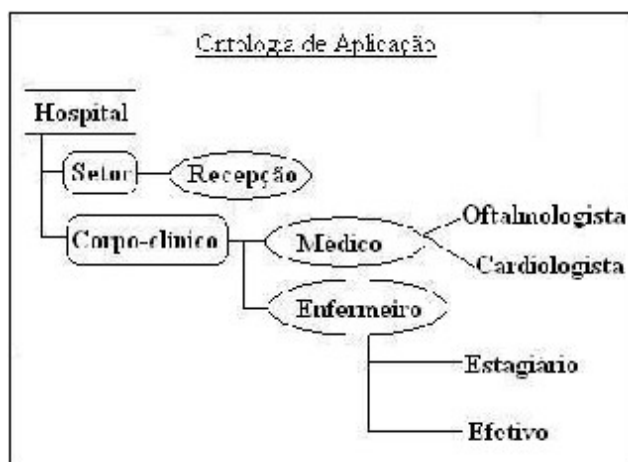 Ontologia de Aplicação
Hospital
Setor
Recepção
Corpo-clínico
Médico
Oftalmologista
Cardiologista
Enfermeiro
Estagiário
Efetivo